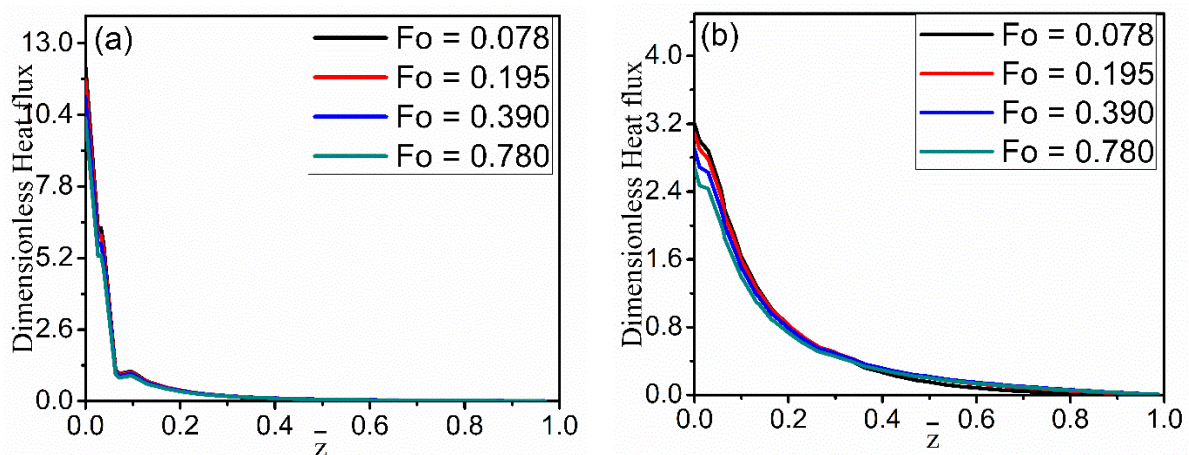 (a)
Fo = 0.078
Fo = 0.195
Fo = 0.390
Fo = 0.780
Dimensionless Heat flux
13.0
10.4
7.8
5.2
2.6
0.0
0.0 0.2 0.4 0.6 0.8 1.0
z̄
(b)
Fo = 0.078
Fo = 0.195
Fo = 0.390
Fo = 0.780
Dimensionless Heat flux
4.0
3.2
2.4
1.6
0.8
0.0
0.0 0.2 0.4 0.6 0.8 1.0
z̄